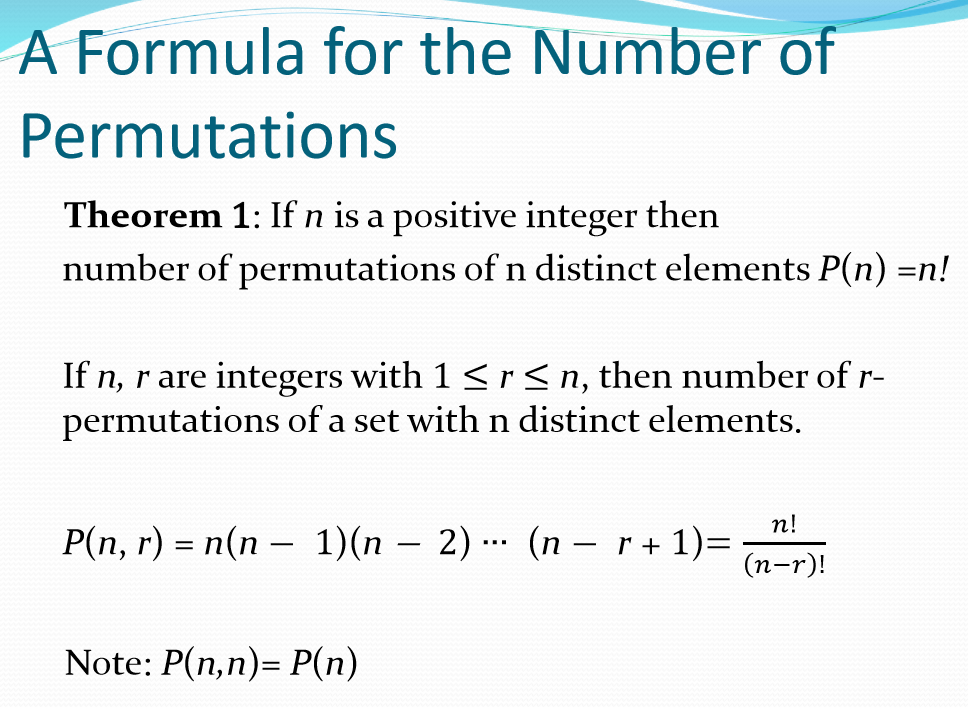 A Formula for the Number of
Permutations
Theorem 1: If n is a positive integer then
number of permutations of n distinct elements P(n) =n!
If n, r are integers with 1 ≤ r ≤ n, then number of r-
permutations of a set with n distinct elements.
P(n, r) = n(n − 1)(n − 2) ··· (n − r + 1)= n!/(n−r)!
Note: P(n,n)= P(n)